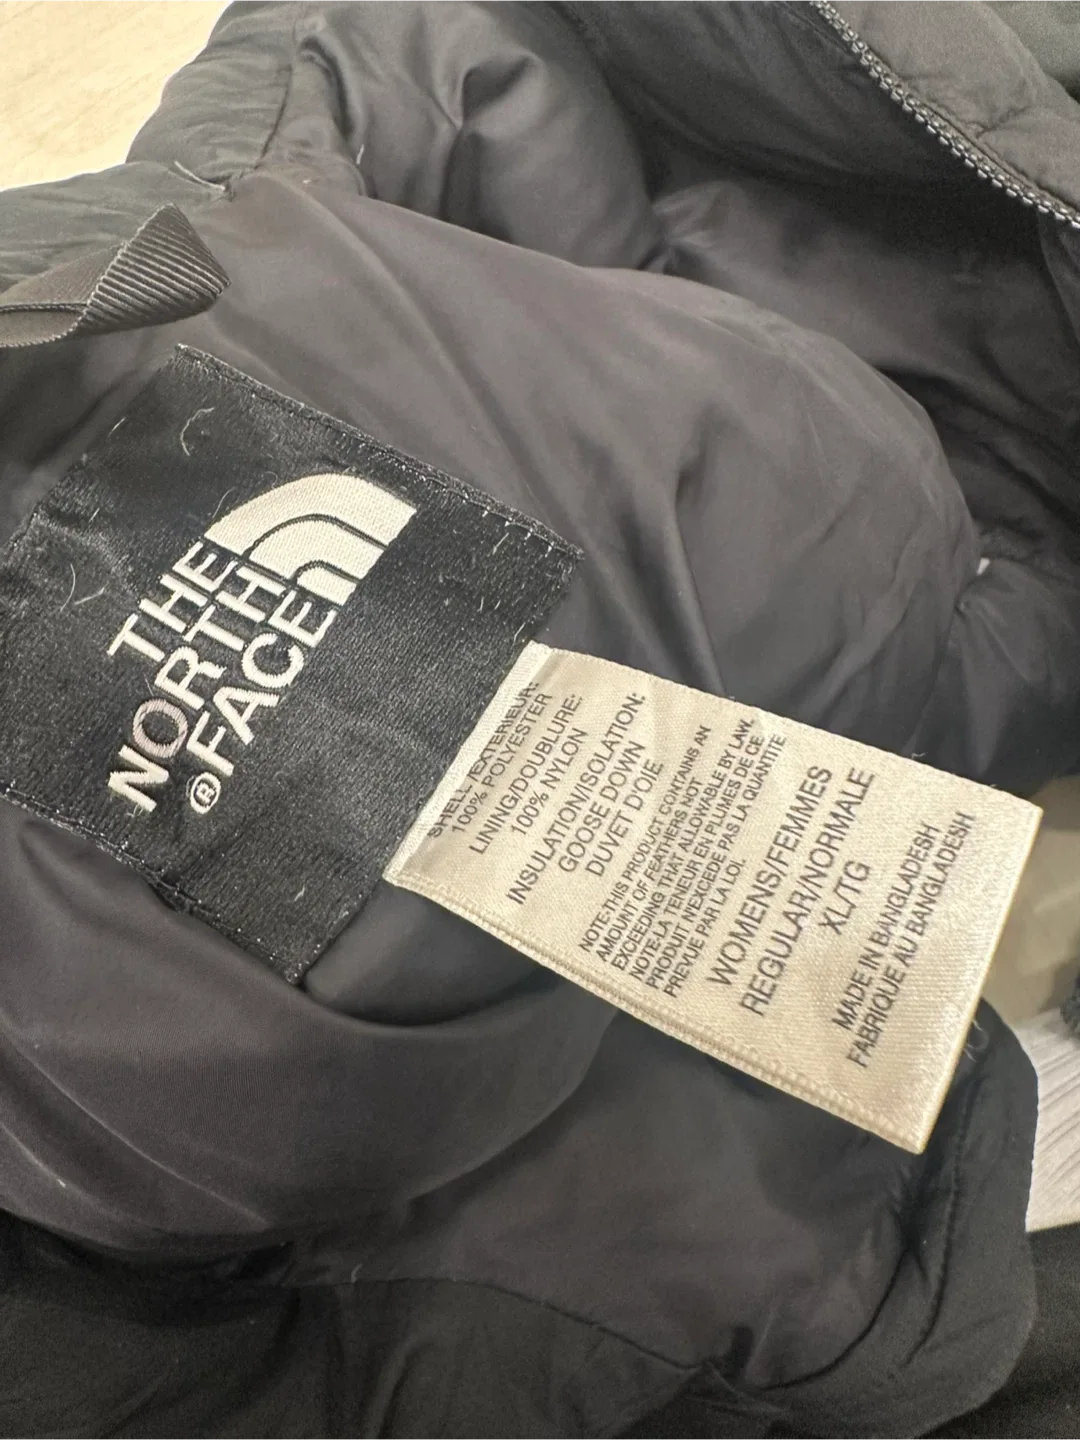 THE
NORTH
FACE
®
SHELL/EXTERIEUR:
100% POLYESTER
LINING/DOUBLURE:
100% NYLON
INSULATION/ISOLATION:
GOOSE DOWN
DUVET D'OIE
NOTE-THIS PRODUCT CONTAINS AN
AMOUNT OF FEATHERS NOT
EXCEEDING THAT ALLOWABLE BY LAW.
NOTE-LA TENEUR EN PLUMES DE CE
PRODUIT N'EXCEDE PAS LA QUANTITE
PREVUE PAR LA LOI.
WOMENS/FEMMES
REGULAR/NORMALE
XL/TG
MADE IN BANGLADESH
FABRIQUE AU BANGLADESH